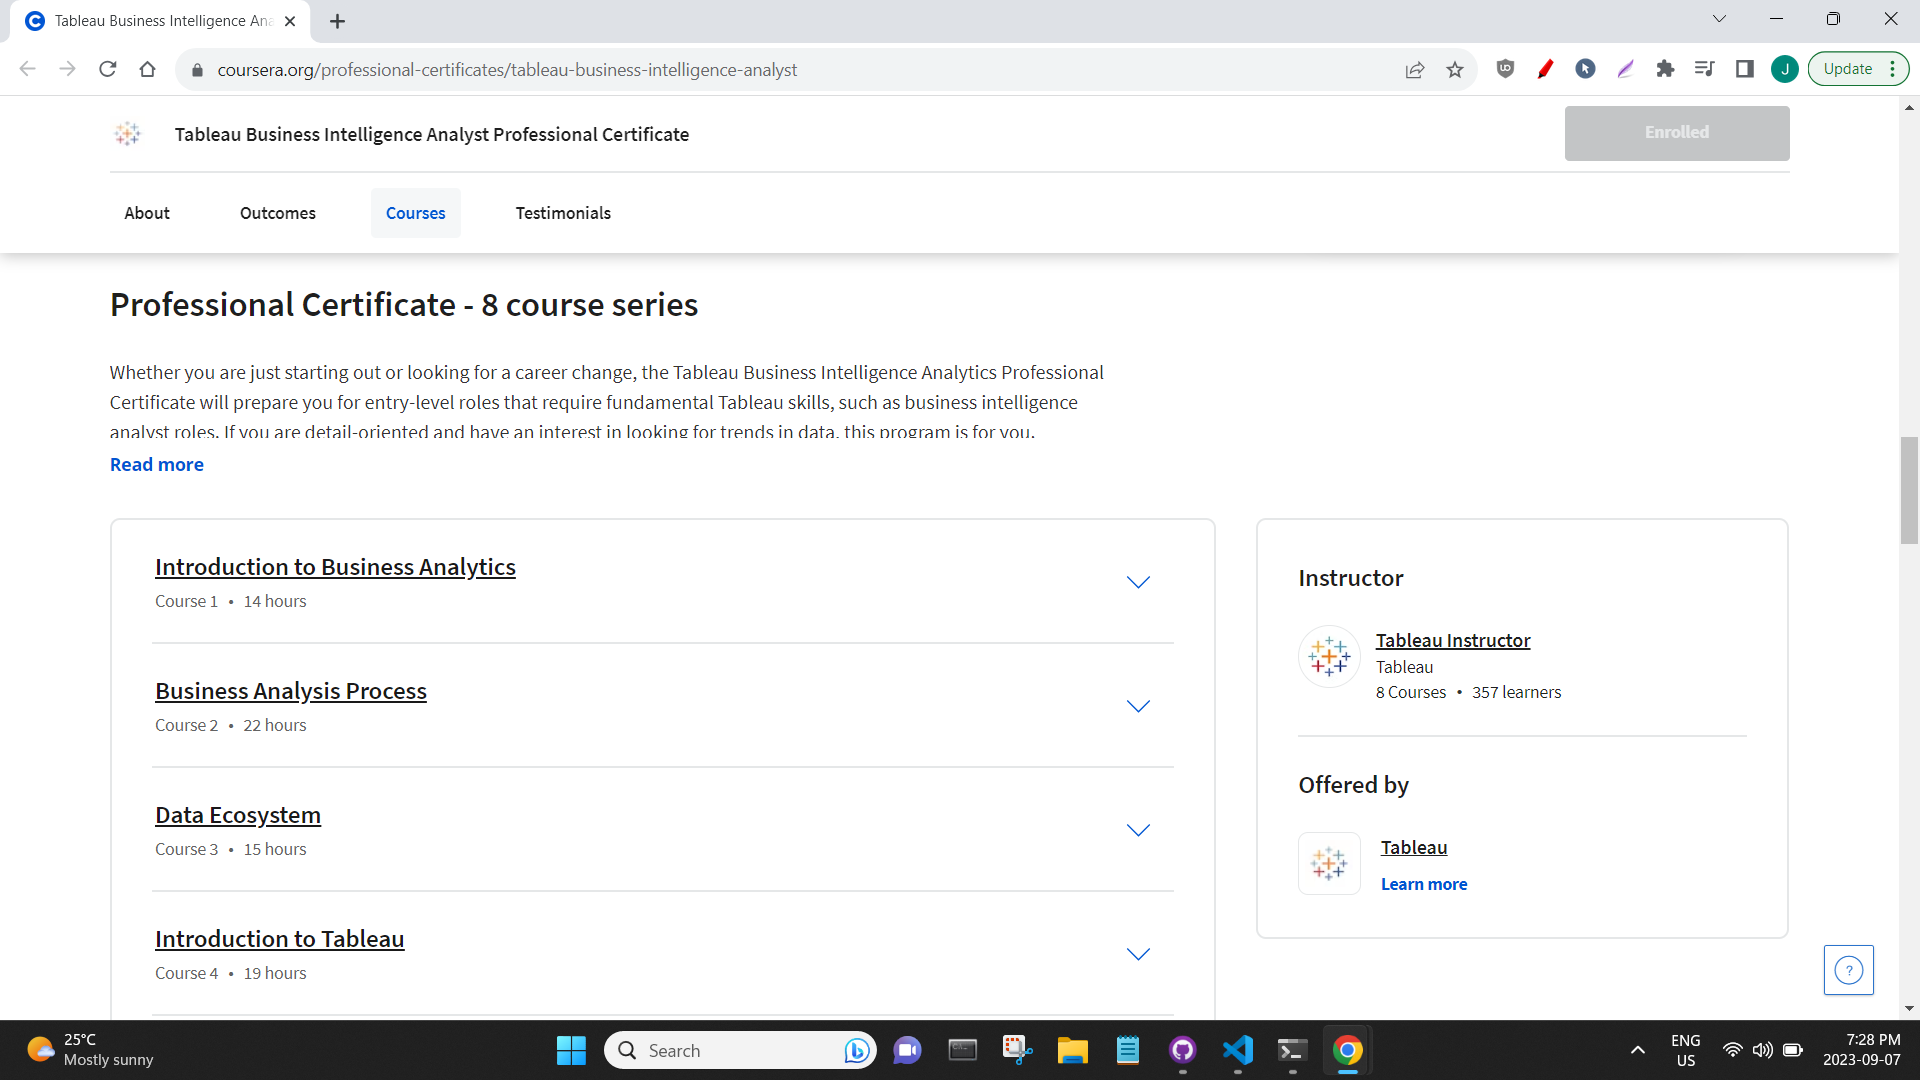 Tableau Business Intelligence Ana
coursera.org/professional-certificates/tableau-business-intelligence-analyst
J
Update
Tableau Business Intelligence Analyst Professional Certificate
Enrolled
About
Outcomes
Courses
Testimonials
Professional Certificate - 8 course series
Whether you are just starting out or looking for a career change, the Tableau Business Intelligence Analytics Professional
Certificate will prepare you for entry-level roles that require fundamental Tableau skills, such as business intelligence
analyst roles. If you are detail-oriented and have an interest in looking for trends in data, this program is for you.
Read more
Introduction to Business Analytics
Course 1 • 14 hours
Business Analysis Process
Course 2 • 22 hours
Data Ecosystem
Course 3 • 15 hours
Introduction to Tableau
Course 4 • 19 hours
Instructor
Tableau Instructor
Tableau
8 Courses • 357 learners
Offered by
Tableau
Learn more
?
25°C
Mostly sunny
Search
ENG
US
7:28 PM
2023-09-07